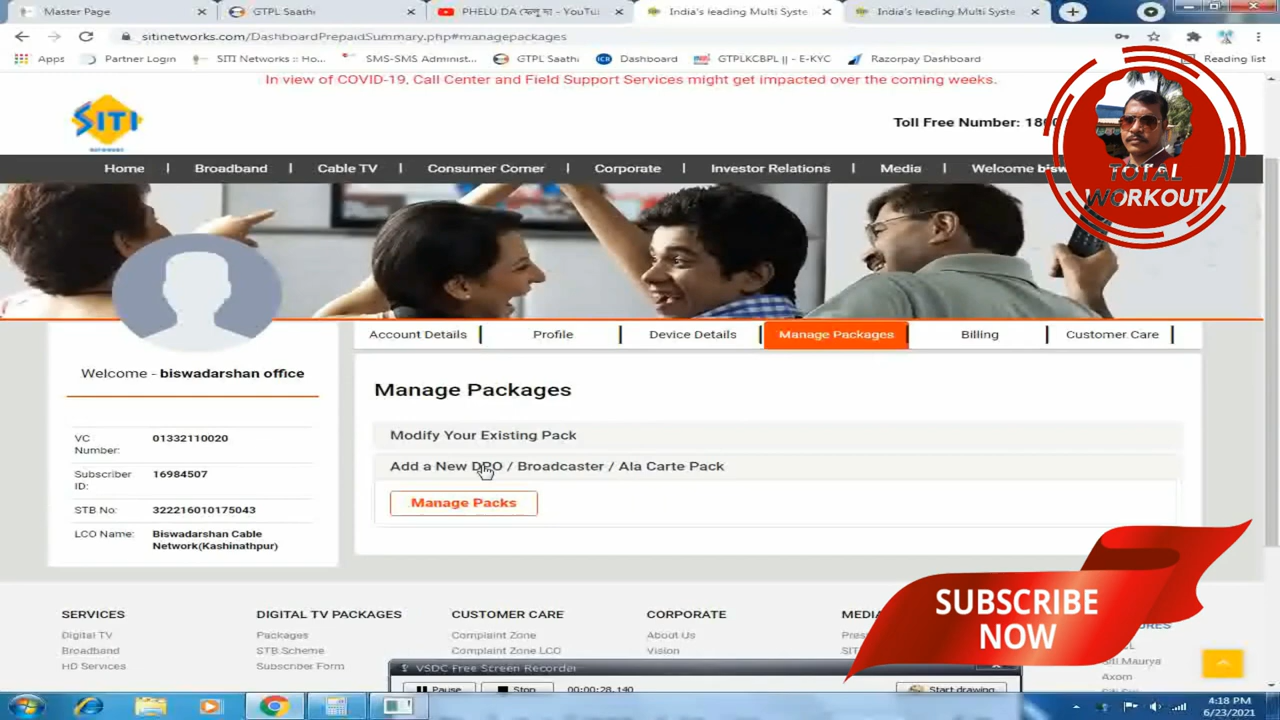 Master Page
GTPL Saathi
PHELU DA (ফেলু দা) - YouTu
India's leading Multi Syste
India's leading Multi Syste
sitinetworks.com/DashboardPrepaidSummary.php#managepackages
Apps
Partner Login
SITI Networks :: Ho...
SMS-SMS Administ...
GTPL Saathi
Dashboard
GTPLKCBPL || - E-KYC
Razorpay Dashboard
Reading list
In view of COVID-19, Call Center and Field Support Services might get impacted over the coming weeks.
SITI
NETWORKS
Toll Free Number: 180
TOTAL
WORKOUT
Home | Broadband | Cable TV | Consumer Corner | Corporate | Investor Relations | Media | Welcome bisw
Account Details
Profile
Device Details
Manage Packages
Billing
Customer Care
Welcome - biswadarshan office
VC Number: 01332110020
Subscriber ID: 16984507
STB No: 322216010175043
LCO Name: Biswadarshan Cable
Network(Kashinathpur)
Manage Packages
Modify Your Existing Pack
Add a New DPO / Broadcaster / Ala Carte Pack
Manage Packs
SUBSCRIBE
NOW
SERVICES
Digital TV
Broadband
HD Services
DIGITAL TV PACKAGES
Packages
STB Scheme
Subscriber Form
CUSTOMER CARE
Complaint Zone
Complaint Zone LCO
CORPORATE
About Us
Vision
Siti Maurya
Axom
VSDC Free Screen Recorder
Pause
Stop
00:00:28.140
Start drawing
4:18 PM
6/23/2021